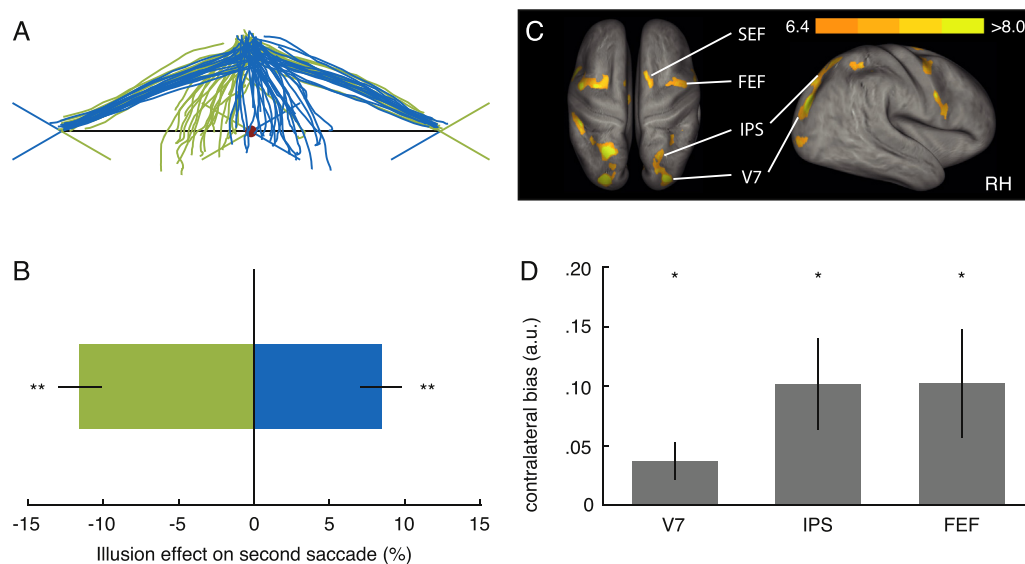 A
B
** **
-15 -10 -5 0 5 10 15
Illusion effect on second saccade (%)
C
6.4 >8.0
SEF
FEF
IPS
V7
RH
D
contralateral bias (a.u.)
.20
.15
.10
.05
0
* * *
V7 IPS FEF